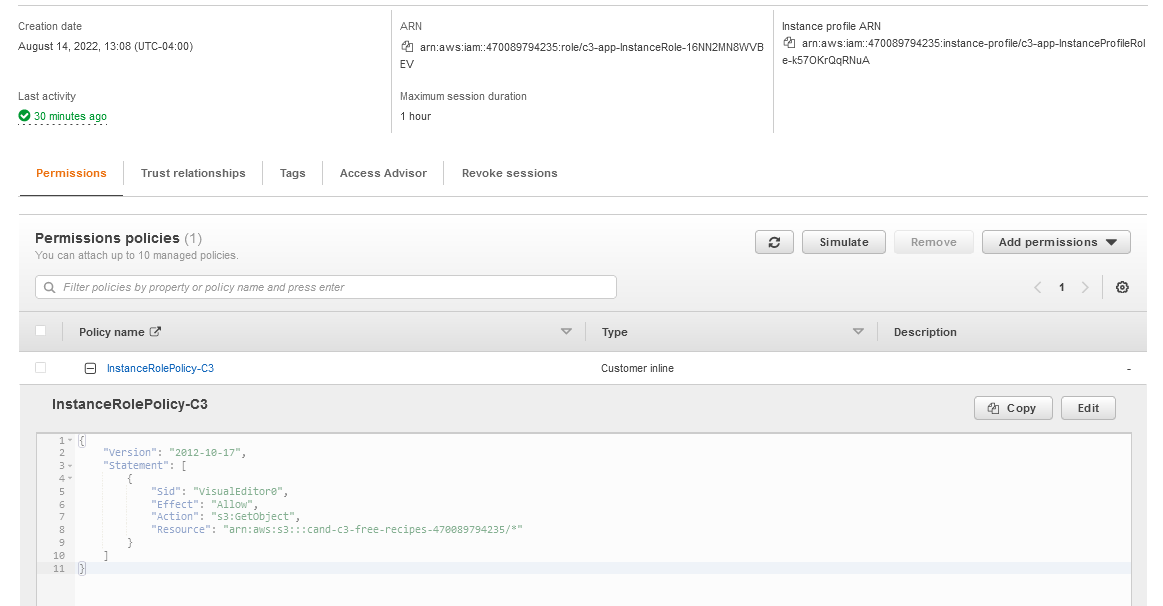 Creation date
August 14, 2022, 13:08 (UTC-04:00)
Last activity
30 minutes ago
ARN
arn:aws:iam::470089794235:role/c3-app-InstanceRole-16NN2MN8WVB
EV
Maximum session duration
1 hour
Instance profile ARN
arn:aws:iam::470089794235:instance-profile/c3-app-InstanceProfileRol
e-k57OKrQqRNuA
Permissions Trust relationships Tags Access Advisor Revoke sessions
Permissions policies (1)
You can attach up to 10 managed policies.
Simulate Remove Add permissions
Filter policies by property or policy name and press enter
1
Policy name Type Description
InstanceRolePolicy-C3 Customer inline -
InstanceRolePolicy-C3
Copy Edit
1 {
2 "Version": "2012-10-17",
3 "Statement": [
4 {
5 "Sid": "VisualEditor0",
6 "Effect": "Allow",
7 "Action": "s3:GetObject",
8 "Resource": "arn:aws:s3:::cand-c3-free-recipes-470089794235/*"
9 }
10 ]
11 }